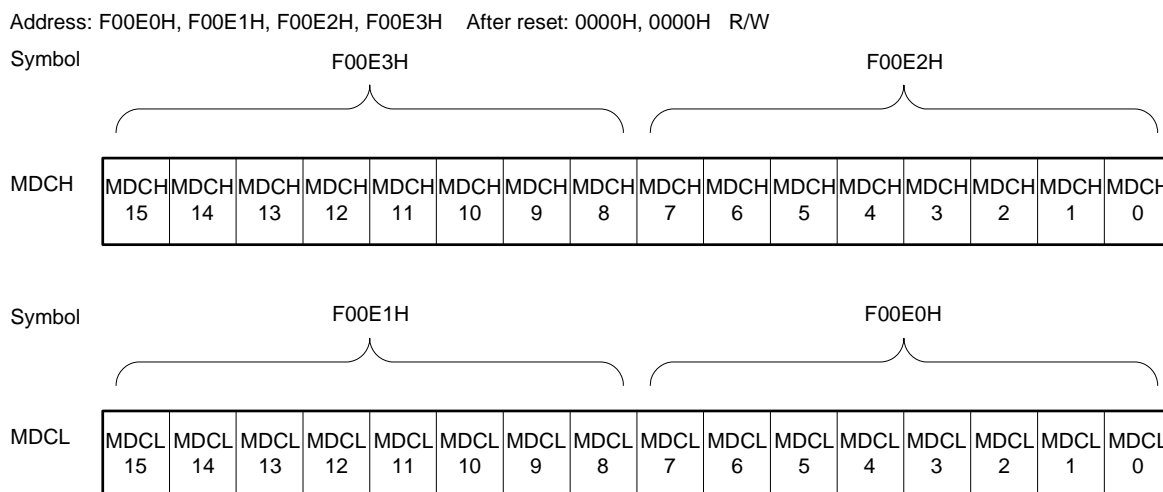 Address: F00E0H, F00E1H, F00E2H, F00E3H After reset: 0000H, 0000H R/W
Symbol F00E3H F00E2H
MDCH MDCH MDCH MDCH MDCH MDCH MDCH MDCH MDCH MDCH MDCH MDCH MDCH MDCH MDCH MDCH MDCH
15 14 13 12 11 10 9 8 7 6 5 4 3 2 1 0
Symbol F00E1H F00E0H
MDCL MDCL MDCL MDCL MDCL MDCL MDCL MDCL MDCL MDCL MDCL MDCL MDCL MDCL MDCL MDCL MDCL
15 14 13 12 11 10 9 8 7 6 5 4 3 2 1 0